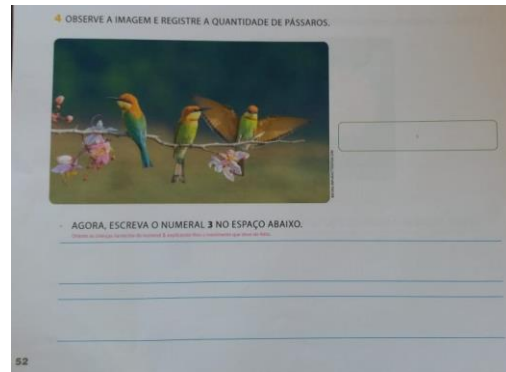 4 OBSERVE A IMAGEM E REGISTRE A QUANTIDADE DE PÁSSAROS.
AGORA, ESCREVA O NUMERAL 3 NO ESPAÇO ABAIXO.
52